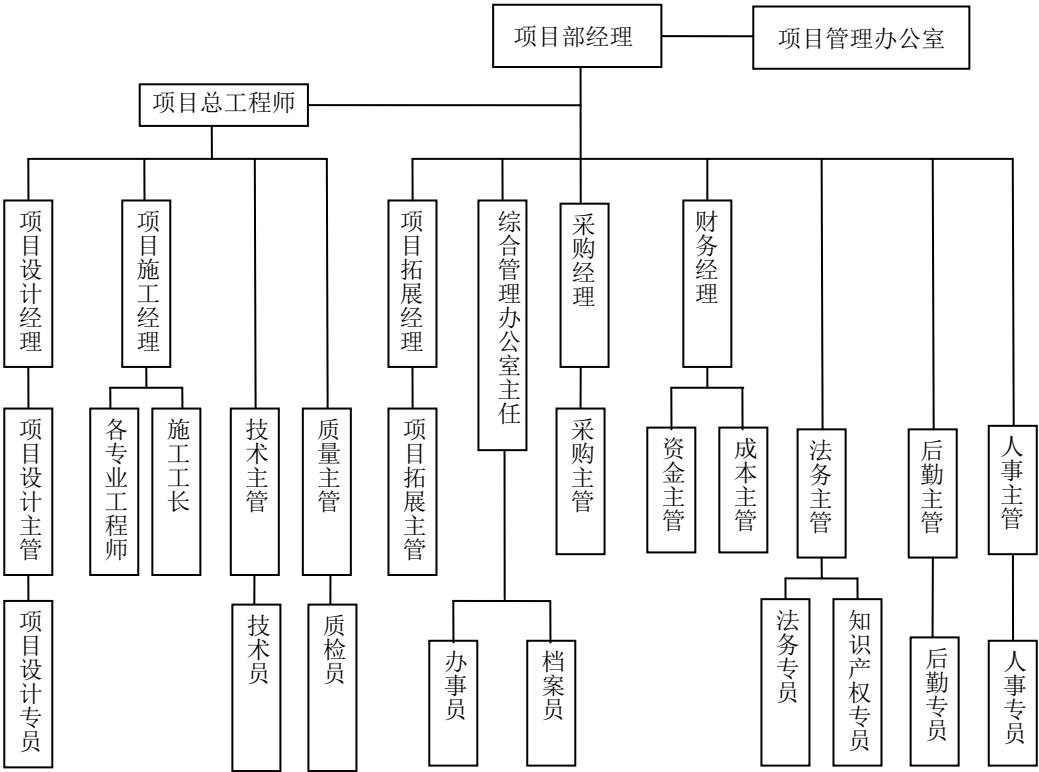 项目部经理
项目管理办公室
项目总工程师
项目设计经理
项目施工经理
项目拓展经理
综合管理办公室主任
采购经理
财务经理
项目设计主管
各专业工程师
施工工长
技术主管
质量主管
项目拓展主管
采购主管
资金主管
成本主管
法务主管
后勤主管
人事主管
项目设计专员
技术员
质检员
办事员
档案员
法务专员
知识产权专员
后勤专员
人事专员